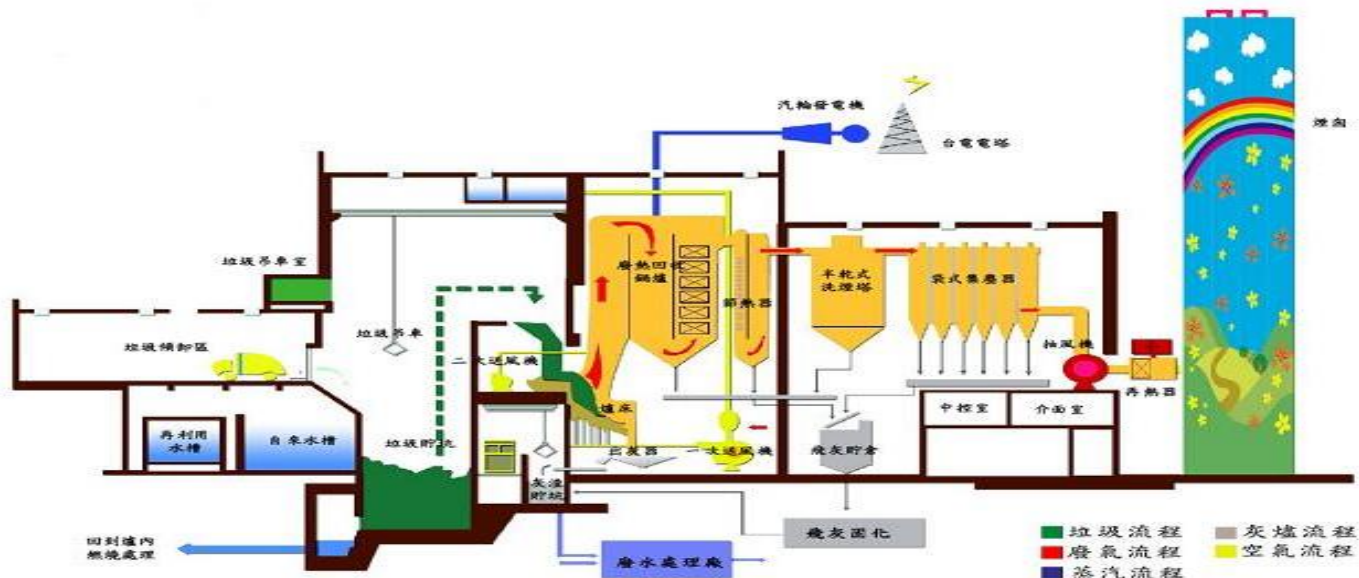 汽輪發電機
台電電塔
煙囪
垃圾吊車室
廢熱回收
鍋爐
節熱器
半乾式
洗煙塔
袋式集塵器
垃圾傾卸區
垃圾吊車
二次送風機
抽風機
再熱器
爐床
中控室
介面室
再利用
水槽
自來水槽
垃圾貯坑
出灰器
一次送風機
飛灰貯倉
灰渣
貯坑
回到爐內
燃燒處理
廢水處理廠
飛灰固化
垃圾流程
灰燼流程
廢氣流程
空氣流程
蒸汽流程